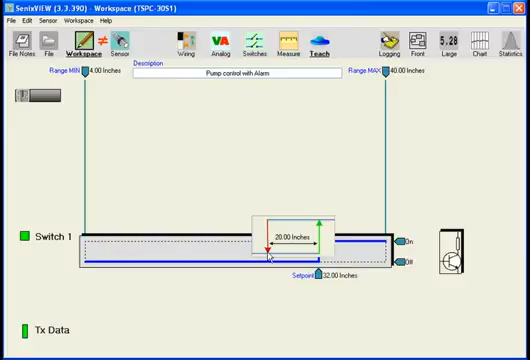 SenixVIEW (3.3.390) - Workspace (TSPC-30S1)
File Edit Sensor Workspace Help
File Notes File Workspace Sensor Wiring Analog Switches Measure Teach Logging Front Large Chart Statistics
VA 5.28
Description
Range MIN 4.00 Inches Pump control with Alarm Range MAX 40.00 Inches
20.00 Inches
Switch 1 On
Off
Setpoint 32.00 Inches
Tx Data